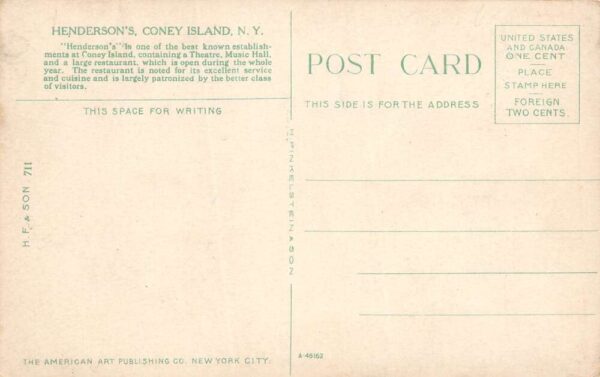 HENDERSON'S, CONEY ISLAND, N. Y.
"Henderson's" is one of the best known establish-
ments at Coney Island, containing a Theatre, Music Hall,
and a large restaurant, which is open during the whole
year. The restaurant is noted for its excellent service
and cuisine and is largely patronized by the better class
of visitors.
THIS SPACE FOR WRITING
POST CARD
THIS SIDE IS FOR THE ADDRESS
UNITED STATES
AND CANADA
ONE CENT
PLACE
STAMP HERE
FOREIGN
TWO CENTS.
H. F. & SON. 711
H. FINKELSTEIN & SON
THE AMERICAN ART PUBLISHING CO. NEW YORK CITY.
A-46162